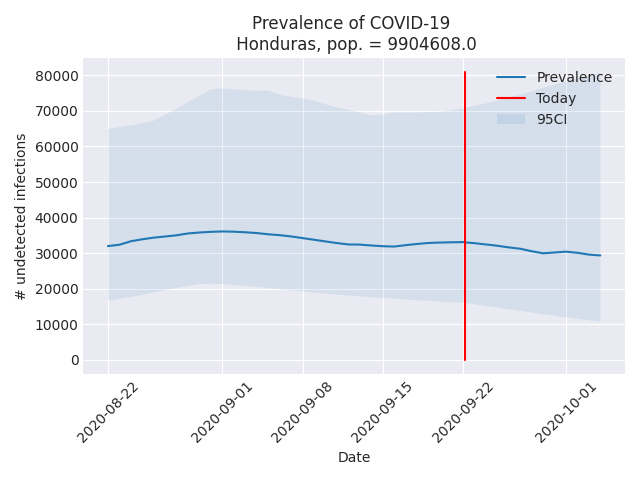 Prevalence of COVID-19
Honduras, pop. = 9904608.0
# undetected infections
80000
70000
60000
50000
40000
30000
20000
10000
0
Prevalence
Today
95CI
2020-08-22
2020-09-01
2020-09-08
2020-09-15
2020-09-22
2020-10-01
Date